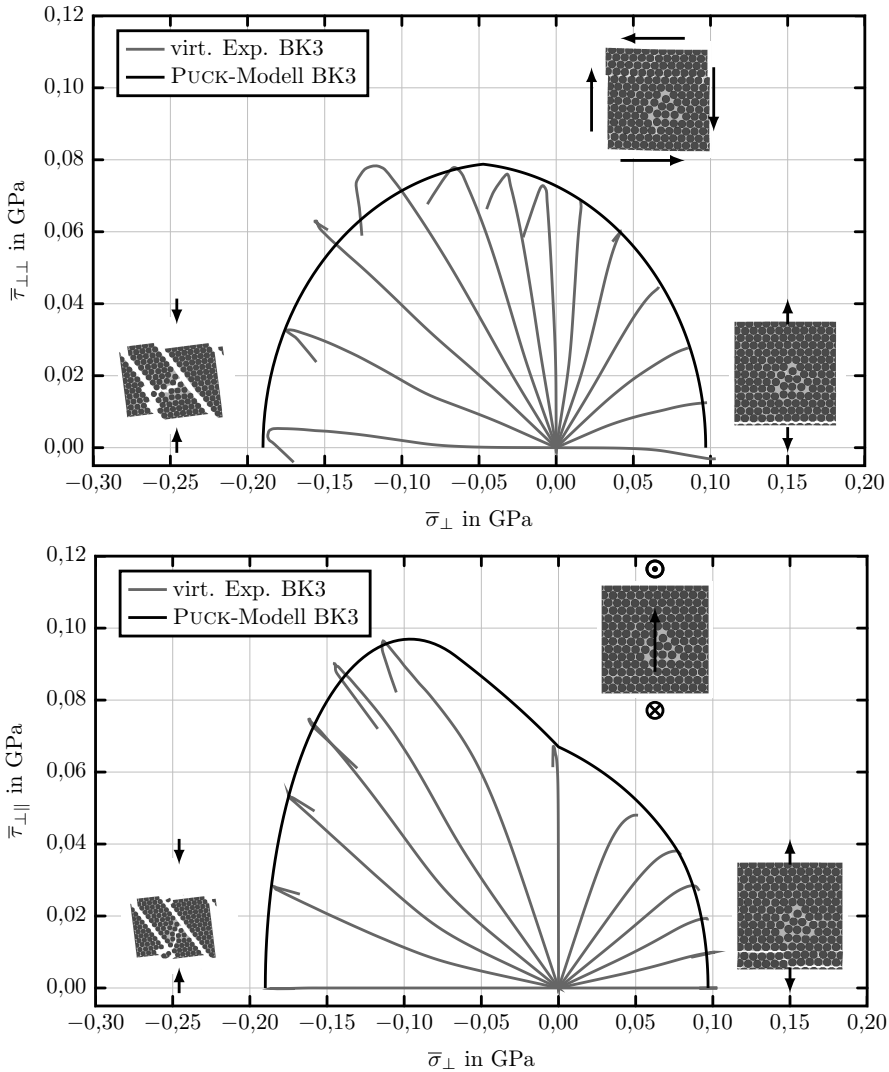 0,12
0,10
0,08
0,06
0,04
0,02
0,00
τ̅⊥⊥ in GPa
virt. Exp. BK3
PUCK-Modell BK3
−0,30 −0,25 −0,20 −0,15 −0,10 −0,05 0,00 0,05 0,10 0,15 0,20
σ̅⊥ in GPa
0,12
0,10
0,08
0,06
0,04
0,02
0,00
τ̅⊥∥ in GPa
virt. Exp. BK3
PUCK-Modell BK3
−0,30 −0,25 −0,20 −0,15 −0,10 −0,05 0,00 0,05 0,10 0,15 0,20
σ̅⊥ in GPa